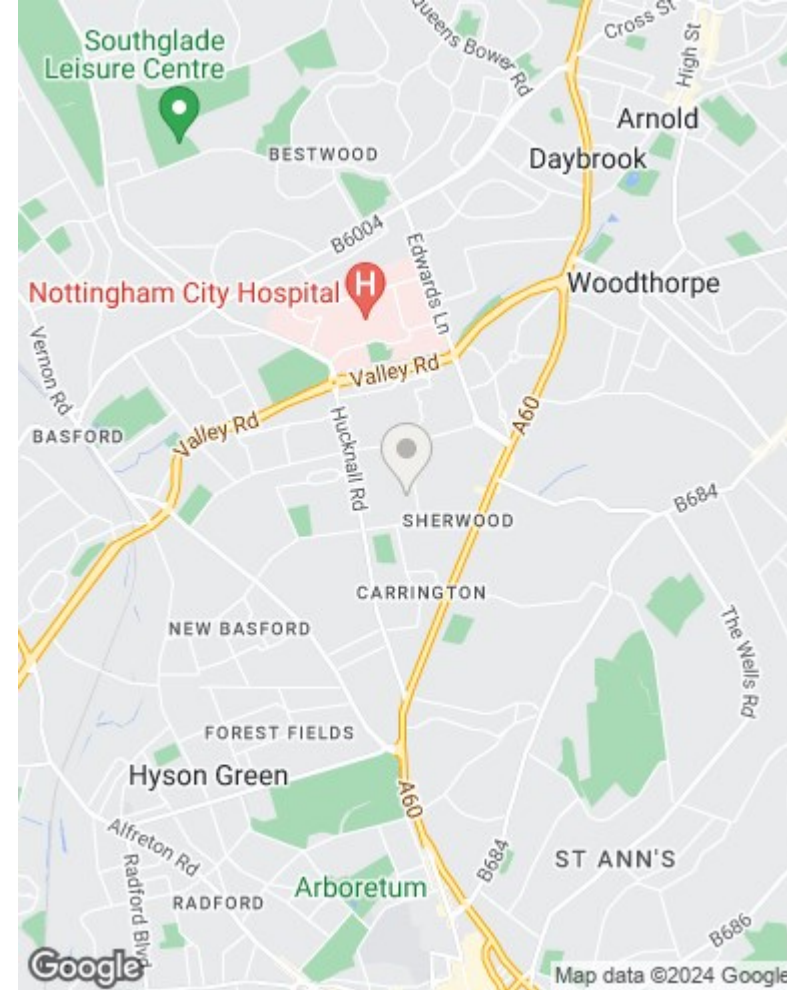 Queens Bower Rd
Cross St
High St
Southglade
Leisure Centre
Arnold
Daybrook
BESTWOOD
B6004
Edwards Ln
Nottingham City Hospital
H
Woodthorpe
Vernon Rd
Valley Rd
Valley Rd
A60
BASFORD
Hucknall Rd
B684
SHERWOOD
CARRINGTON
NEW BASFORD
The Wells Rd
FOREST FIELDS
Hyson Green
A60
Alfreton Rd
B684
ST ANN'S
Radford Blvd
Arboretum
RADFORD
B686
Google
Map data ©2024 Google